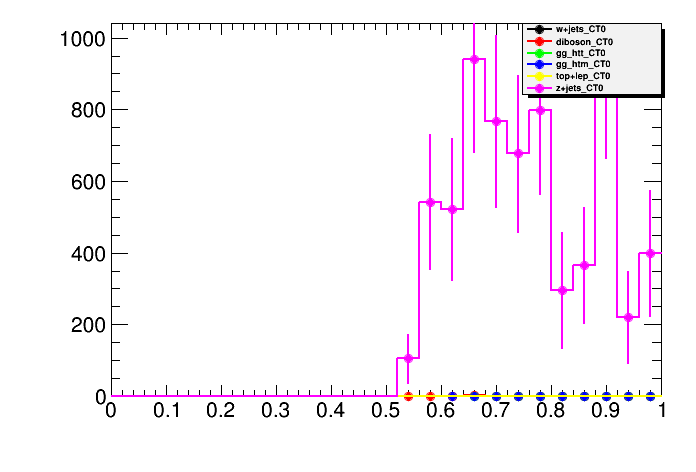 1000
800
600
400
200
0
0 0.1 0.2 0.3 0.4 0.5 0.6 0.7 0.8 0.9 1
w+jets_CT0
diboson_CT0
gg_htt_CT0
gg_htm_CT0
top+lep_CT0
z+jets_CT0